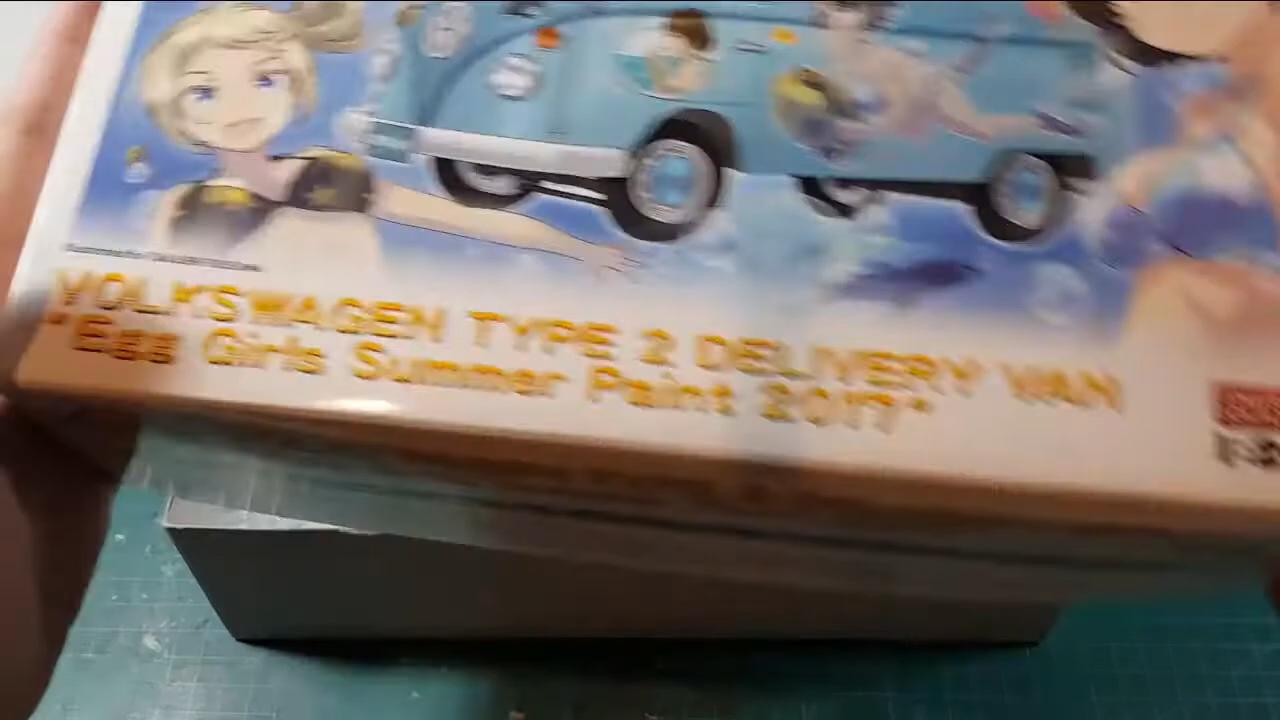 VOLKSWAGEN TYPE 2 DELIVERY VAN
"Egg Girls Summer Paint 2017"